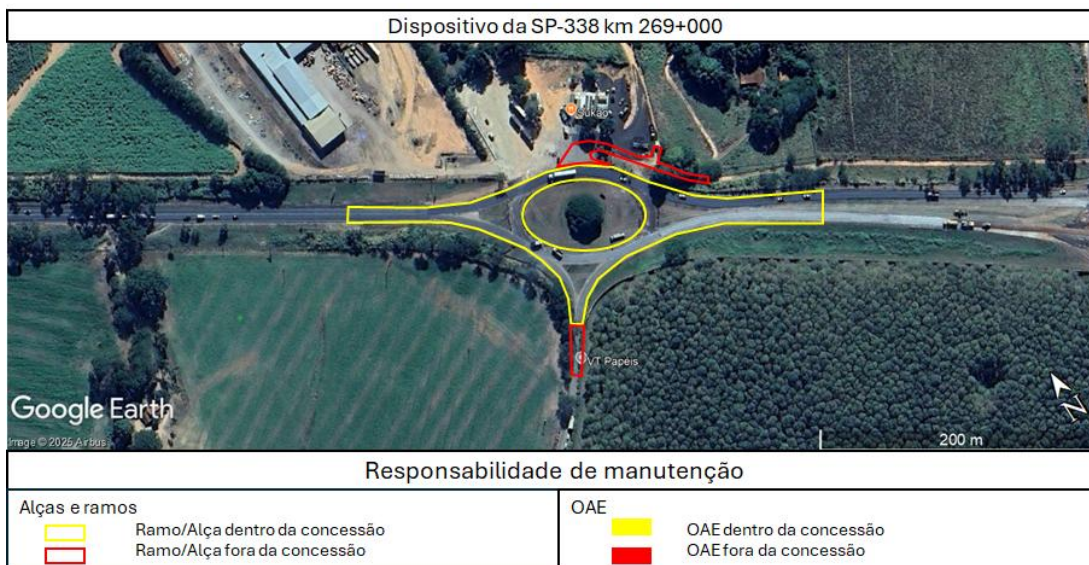 Dispositivo da SP-338 km 269+000
Sukão
VT Papéis
Google Earth
Image © 2025 Airbus
N
200 m
Responsabilidade de manutenção
Alças e ramos
Ramo/Alça dentro da concessão
Ramo/Alça fora da concessão
OAE
OAE dentro da concessão
OAE fora da concessão